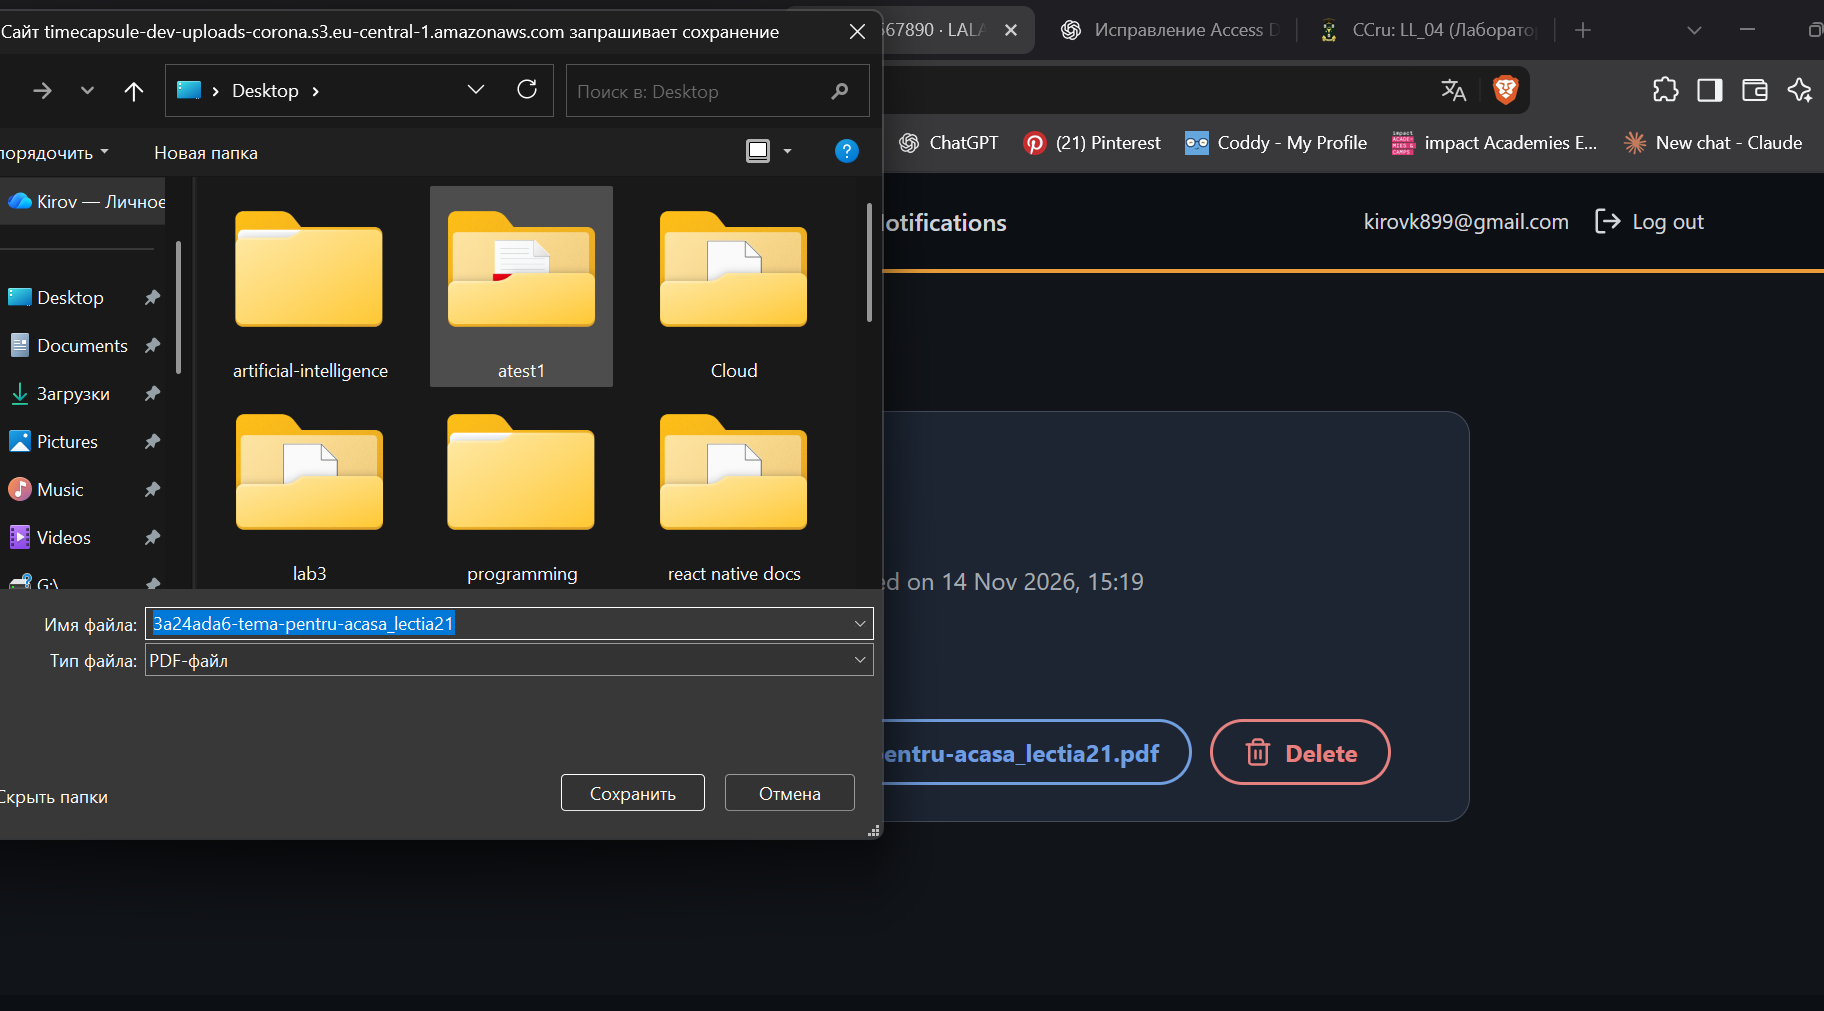 Сайт timecapsule-dev-uploads-corona.s3.eu-central-1.amazonaws.com запрашивает сохранение
567890 · LALA
Исправление Access D
CCru: LL_04 (Лаборато
Desktop
Поиск в: Desktop
порядочить
Новая папка
ChatGPT
(21) Pinterest
Coddy - My Profile
impact Academies E...
New chat - Claude
Kirov — Личное
Desktop
Documents
Загрузки
Pictures
Music
Videos
G:\
artificial-intelligence
atest1
Cloud
lab3
programming
react native docs
otifications
kirovk899@gmail.com
Log out
ed on 14 Nov 2026, 15:19
Имя файла:
3a24ada6-tema-pentru-acasa_lectia21
Тип файла:
PDF-файл
entru-acasa_lectia21.pdf
Delete
Скрыть папки
Сохранить
Отмена